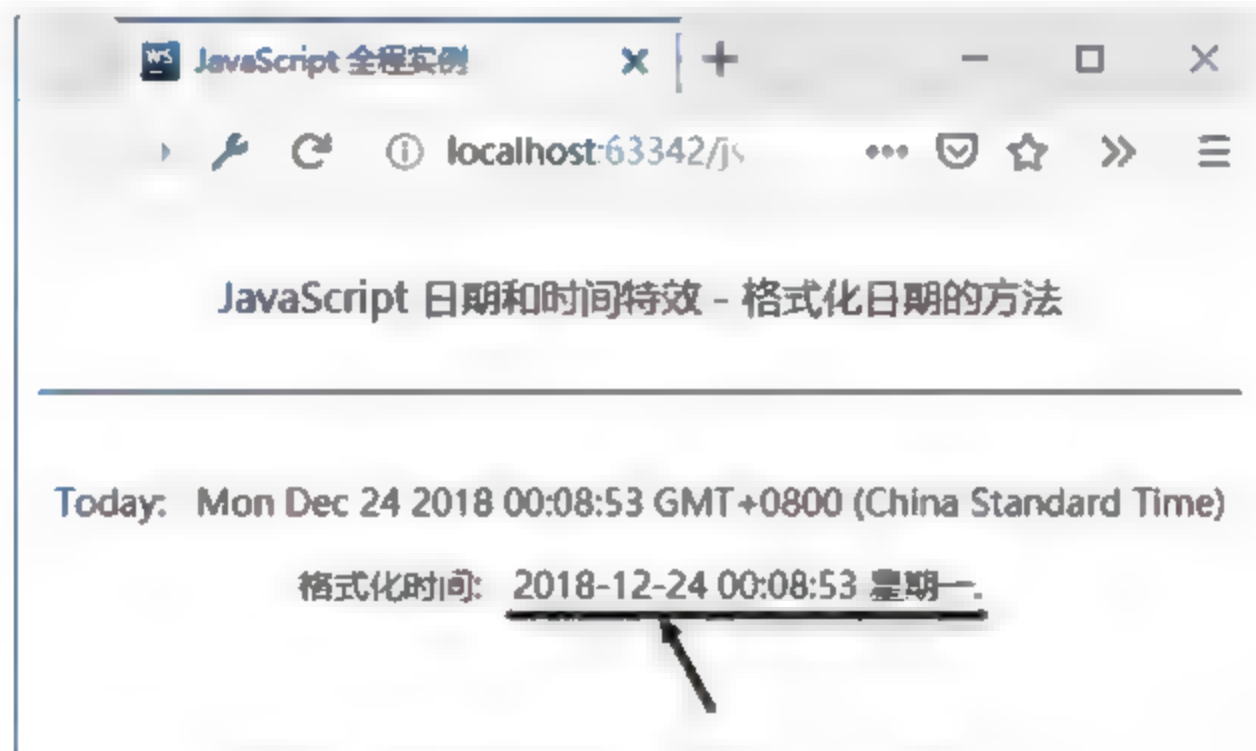 WS JavaScript 全程实例
localhost:63342/js
JavaScript 日期和时间特效 - 格式化日期的方法
Today: Mon Dec 24 2018 00:08:53 GMT+0800 (China Standard Time)
格式化时间: 2018-12-24 00:08:53 星期一.